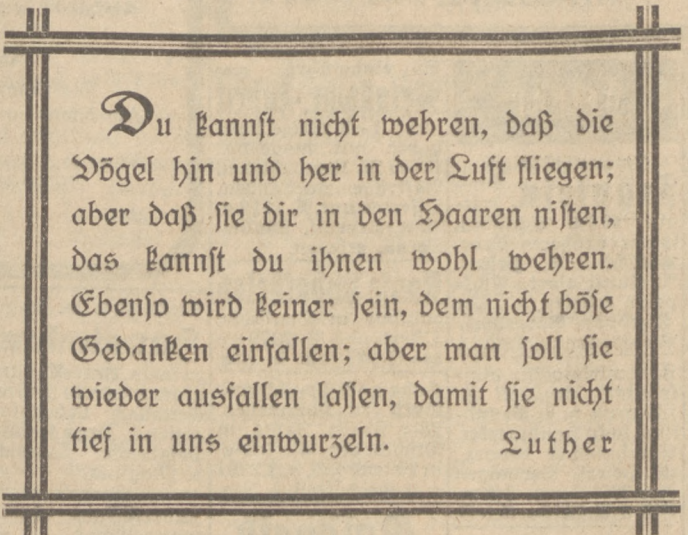 Du kannst nicht wehren, daß die
Vögel hin und her in der Luft fliegen;
aber daß sie dir in den Haaren nisten,
das kannst du ihnen wohl wehren.
Ebenso wird keiner sein, dem nicht böse
Gedanken einfallen; aber man soll sie
wieder ausfallen lassen, damit sie nicht
tief in uns einwurzeln. Luther